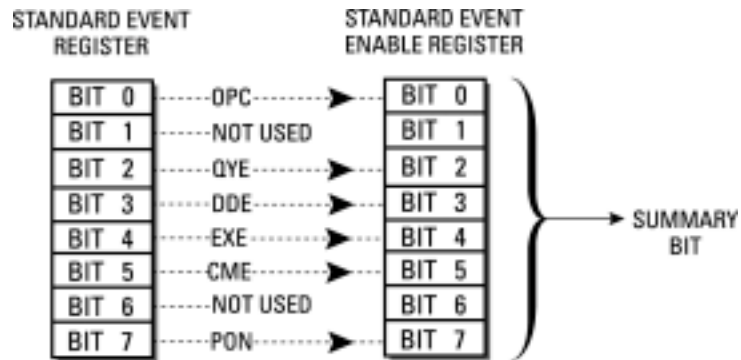 STANDARD EVENT
REGISTER
STANDARD EVENT
ENABLE REGISTER
BIT 0 OPC BIT 0
BIT 1 NOT USED BIT 1
BIT 2 QYE BIT 2
BIT 3 DDE BIT 3
BIT 4 EXE BIT 4
BIT 5 CME BIT 5
BIT 6 NOT USED BIT 6
BIT 7 PON BIT 7
SUMMARY
BIT